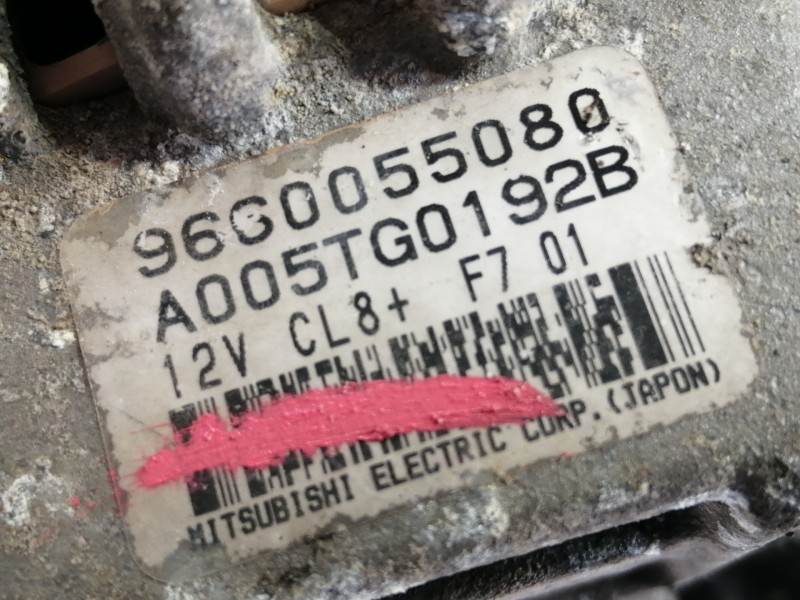 9660055080
A005TG0192B
12V CL8+ F7 01
MITSUBISHI ELECTRIC CORP.(JAPON)